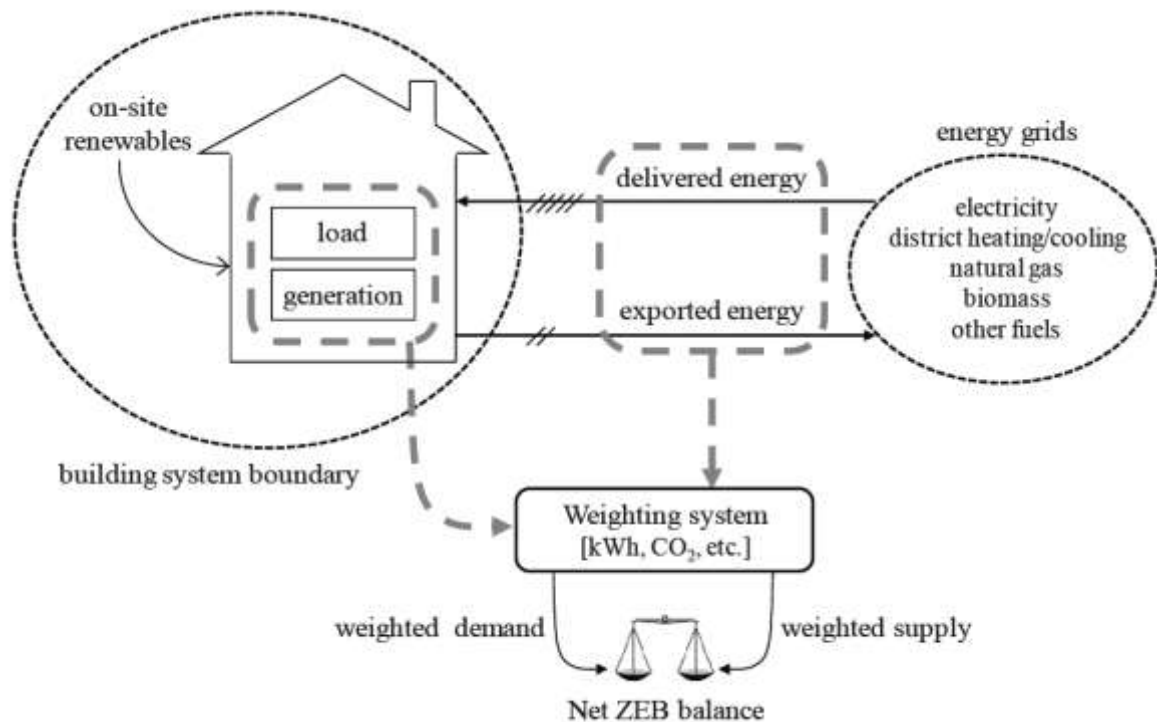 on-site
renewables
load
generation
building system boundary
delivered energy
exported energy
energy grids
electricity
district heating/cooling
natural gas
biomass
other fuels
Weighting system
[kWh, CO₂, etc.]
weighted demand
weighted supply
Net ZEB balance